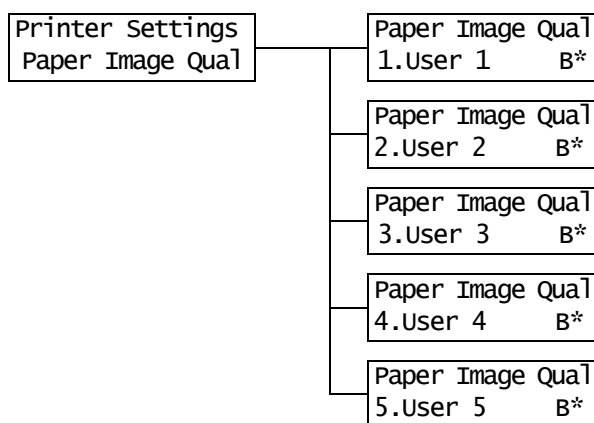 Printer Settings
Paper Image Qual
Paper Image Qual
1.User 1 B*
Paper Image Qual
2.User 2 B*
Paper Image Qual
3.User 3 B*
Paper Image Qual
4.User 4 B*
Paper Image Qual
5.User 5 B*